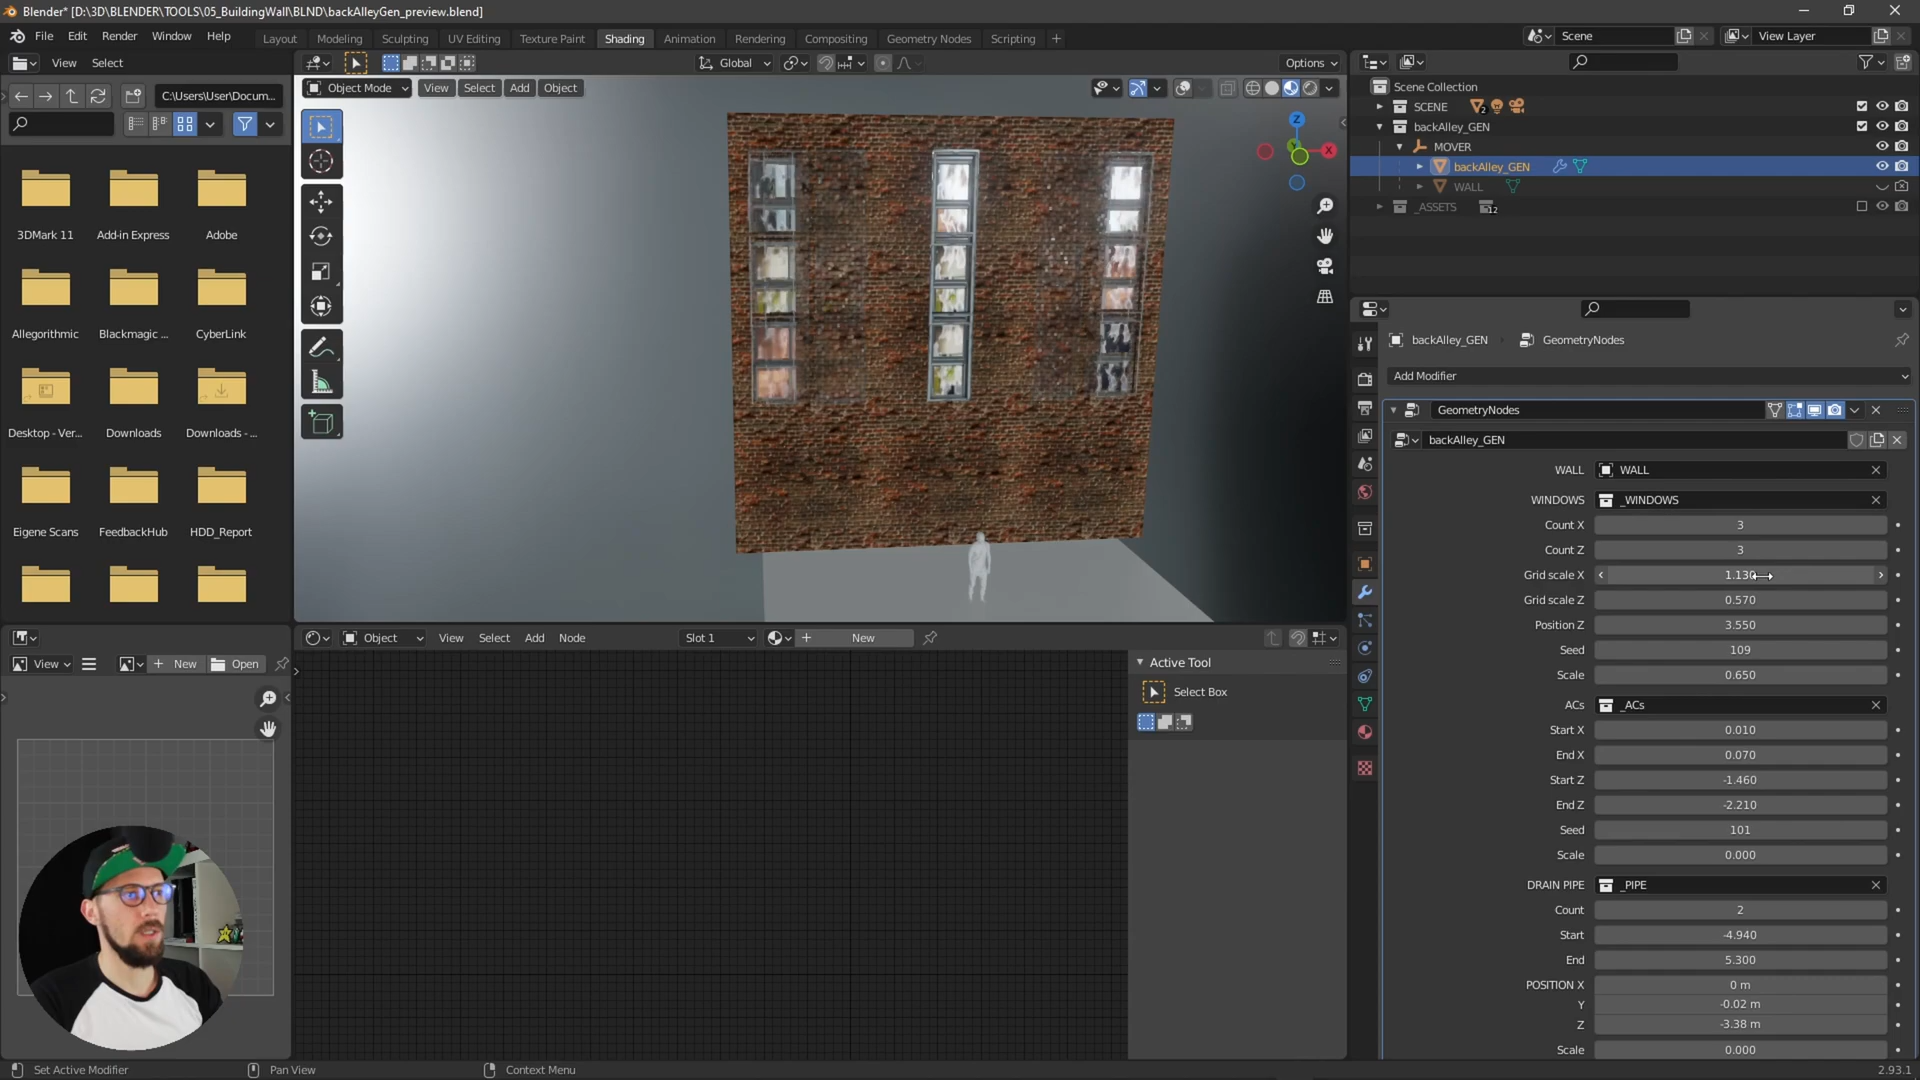 Blender* [D:\3D\BLENDER\TOOLS\05_BuildingWall\BLND\backAlleyGen_preview.blend]
File Edit Render Window Help
Layout Modeling Sculpting UV Editing Texture Paint Shading Animation Rendering Compositing Geometry Nodes Scripting
Scene
View Layer
View Select
Global
Options
C:\Users\User\Docum...
Object Mode View Select Add Object
Z
X
Y
3DMark 11 Add-in Express Adobe
Allegorithmic Blackmagic ... CyberLink
Desktop - Ver... Downloads Downloads - ...
Eigene Scans FeedbackHub HDD_Report
Scene Collection
SCENE 2
backAlley_GEN
MOVER
backAlley_GEN
WALL
_ASSETS 12
backAlley_GEN GeometryNodes
Add Modifier
GeometryNodes
backAlley_GEN
WALL WALL
WINDOWS _WINDOWS
Count X 3
Count Z 3
Grid scale X 1.130
Grid scale Z 0.570
Position Z 3.550
Seed 109
Scale 0.650
ACs _ACs
Start X 0.010
End X 0.070
Start Z -1.460
End Z -2.210
Seed 101
Scale 0.000
DRAIN PIPE _PIPE
Count 2
Start -4.940
End 5.300
POSITION X 0 m
Y -0.02 m
Z -3.38 m
Scale 0.000
View New Open
Object View Select Add Node Slot 1 New
Active Tool
Select Box
Set Active Modifier Pan View Context Menu
2.93.1